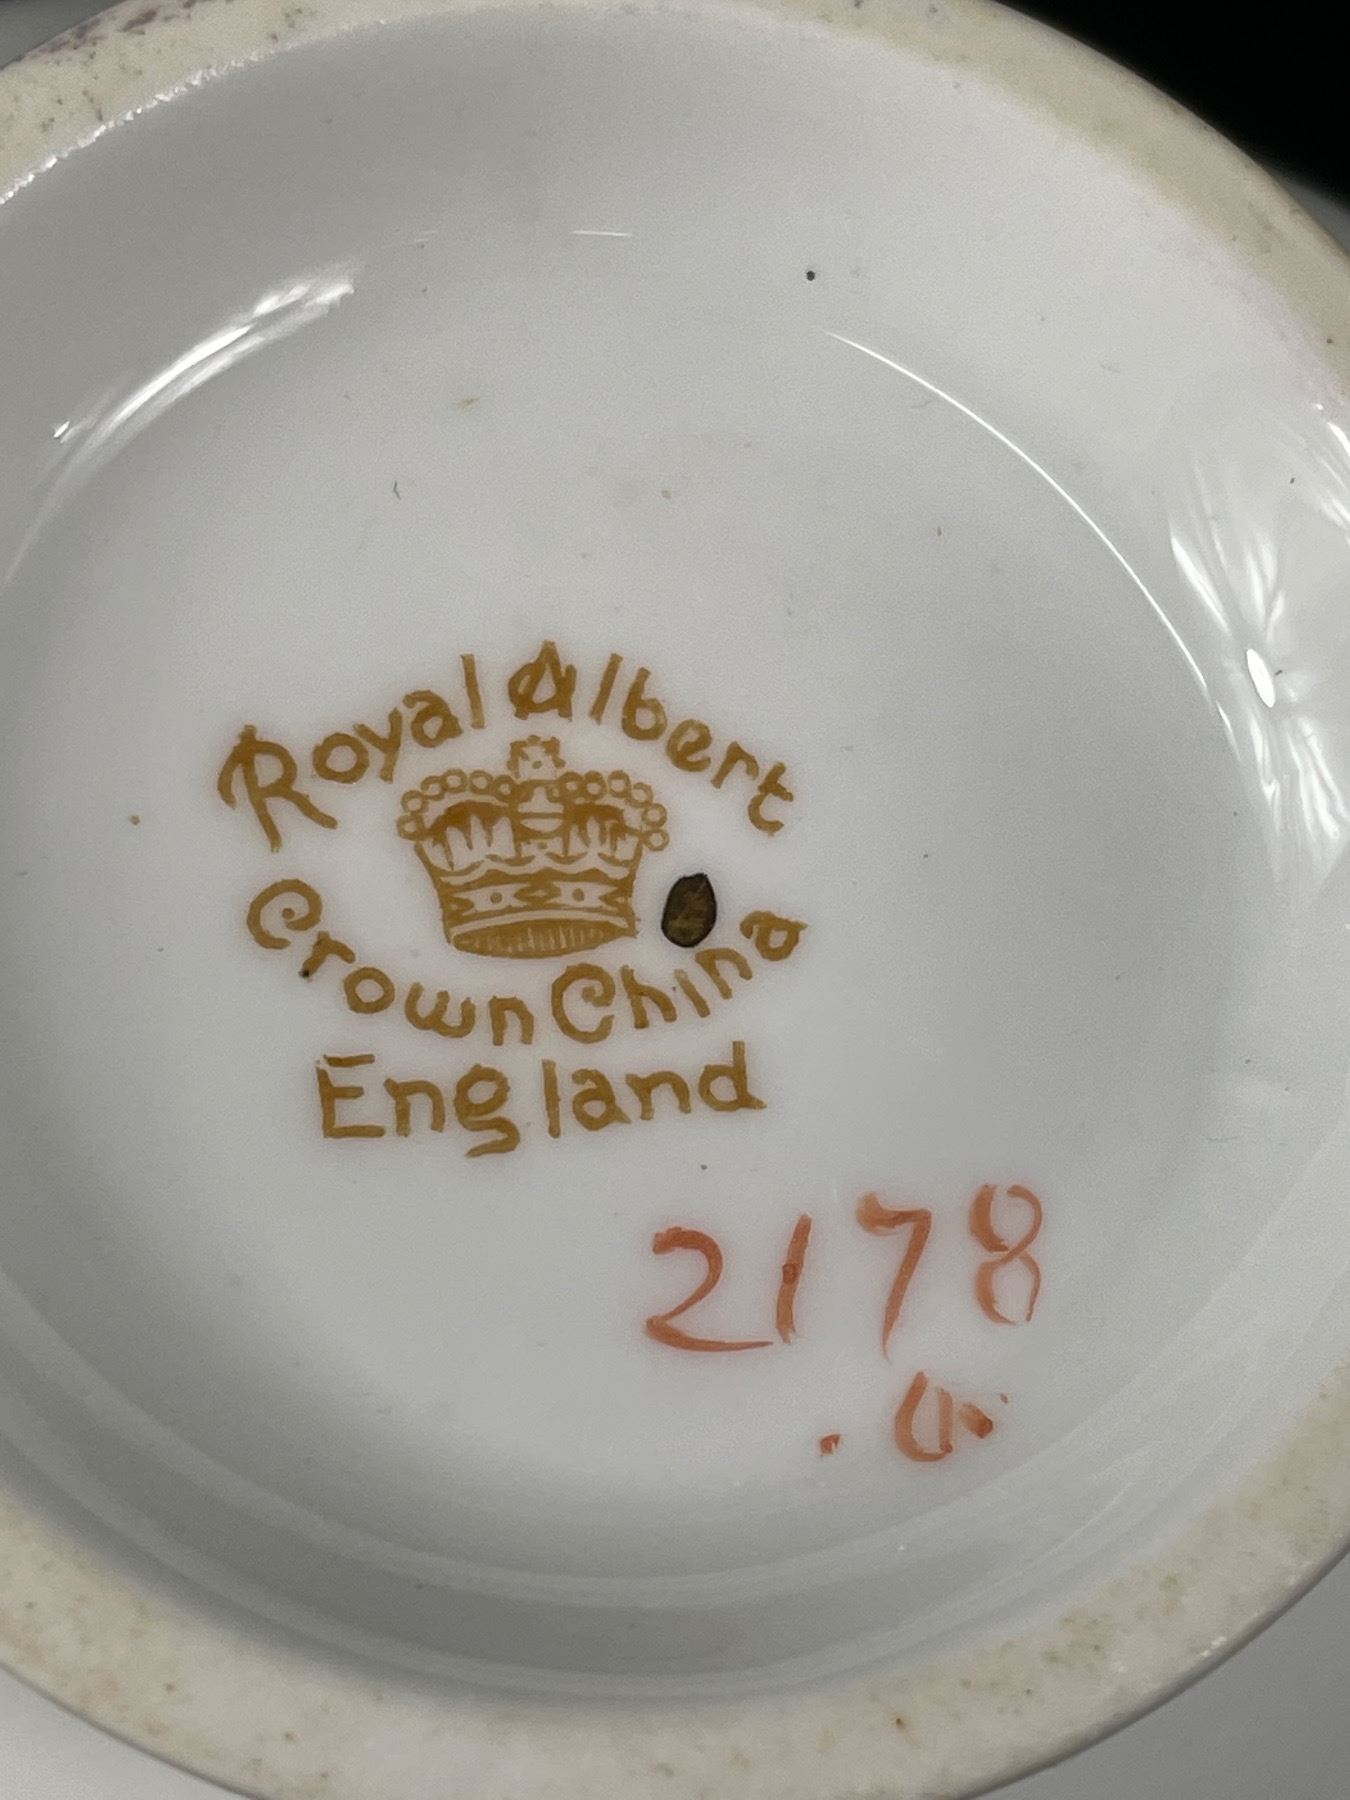 Royal Albert
Crown China
England
2178